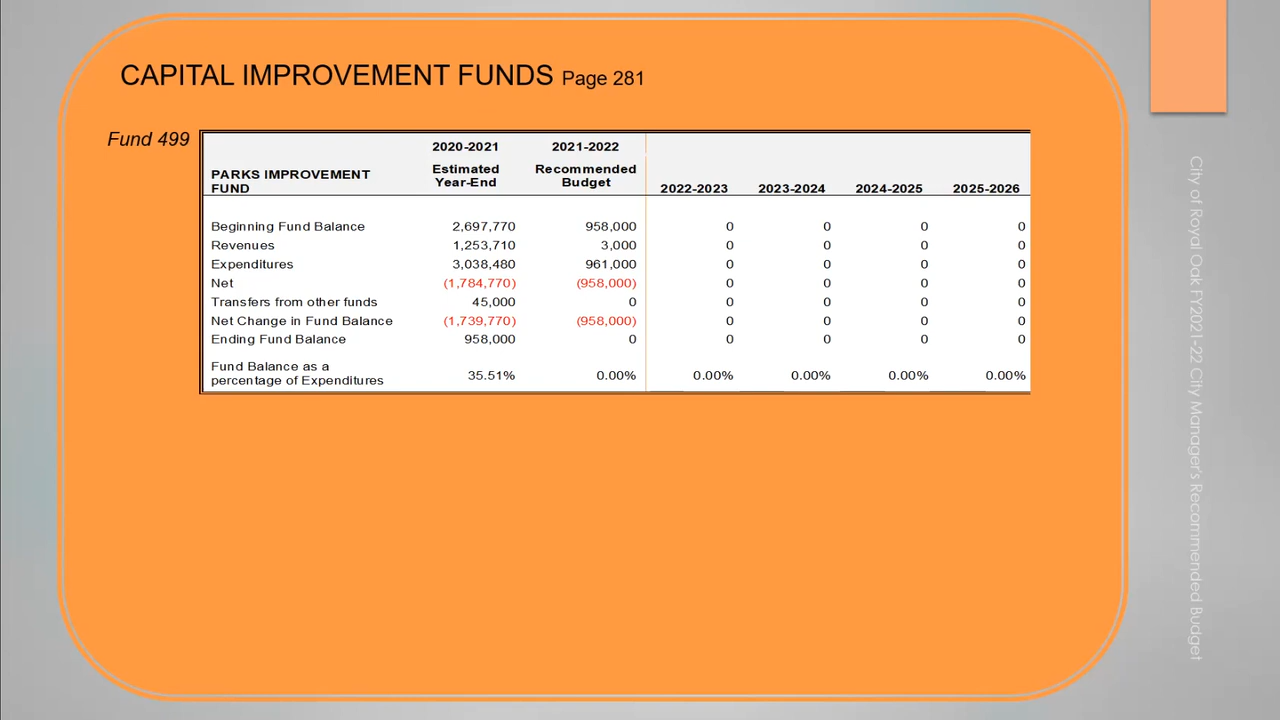 CAPITAL IMPROVEMENT FUNDS Page 281
Fund 499
2020-2021 2021-2022
Estimated Recommended
PARKS IMPROVEMENT Year-End Budget
FUND 2022-2023 2023-2024 2024-2025 2025-2026
Beginning Fund Balance 2,697,770 958,000 0 0 0 0
Revenues 1,253,710 3,000 0 0 0 0
Expenditures 3,038,480 961,000 0 0 0 0
Net (1,784,770) (958,000) 0 0 0 0
Transfers from other funds 45,000 0 0 0 0 0
Net Change in Fund Balance (1,739,770) (958,000) 0 0 0 0
Ending Fund Balance 958,000 0 0 0 0 0
Fund Balance as a
percentage of Expenditures 35.51% 0.00% 0.00% 0.00% 0.00% 0.00%
City of Royal Oak FY2021-22 City Manager's Recommended Budget